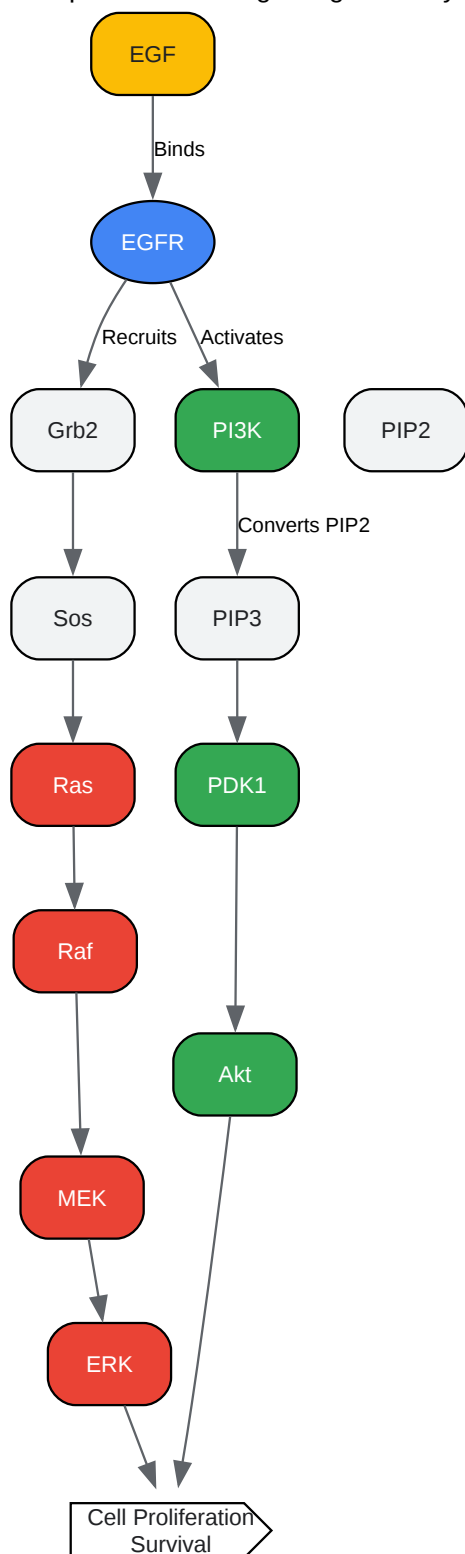 EGF
Binds
EGFR
Recruits
Activates
Grb2
PI3K
PIP2
Converts PIP2
Sos
PIP3
Ras
PDK1
Raf
Akt
MEK
ERK
Cell Proliferation
Survival